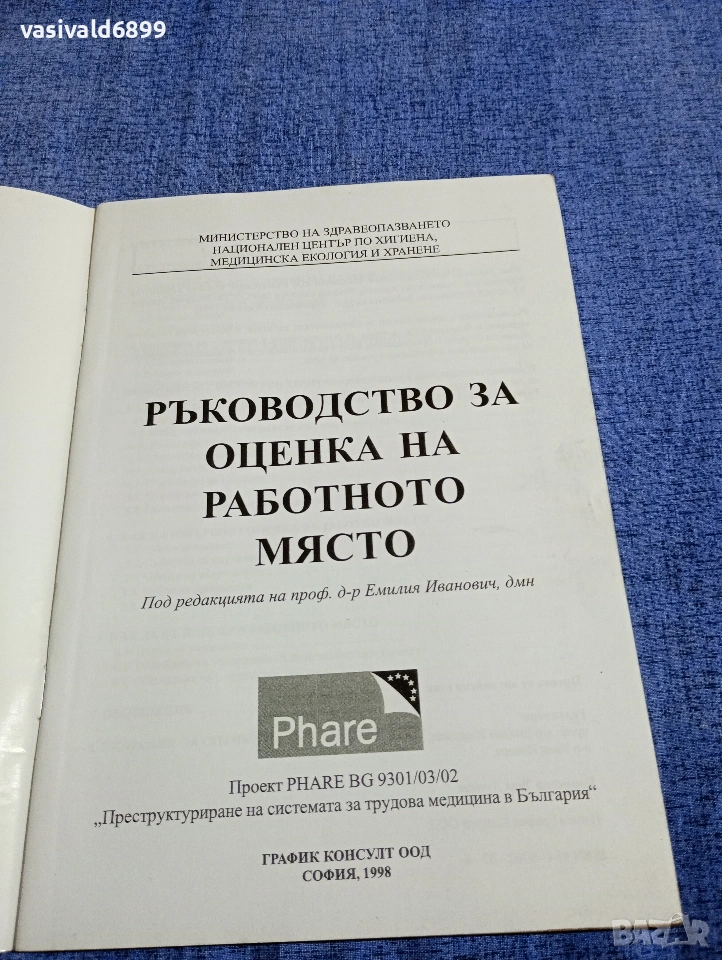 vasivald6899
МИНИСТЕРСТВО НА ЗДРАВЕОПАЗВАНЕТО
НАЦИОНАЛЕН ЦЕНТЪР ПО ХИГИЕНА,
МЕДИЦИНСКА ЕКОЛОГИЯ И ХРАНЕНЕ
РЪКОВОДСТВО ЗА
ОЦЕНКА НА
РАБОТНОТО
МЯСТО
Под редакцията на проф. д-р Емилия Иванович, дмн
Phare
Проект PHARE BG 9301/03/02
„Преструктуриране на системата за трудова медицина в България“
ГРАФИК КОНСУЛТ ООД
СОФИЯ, 1998
BAZAR